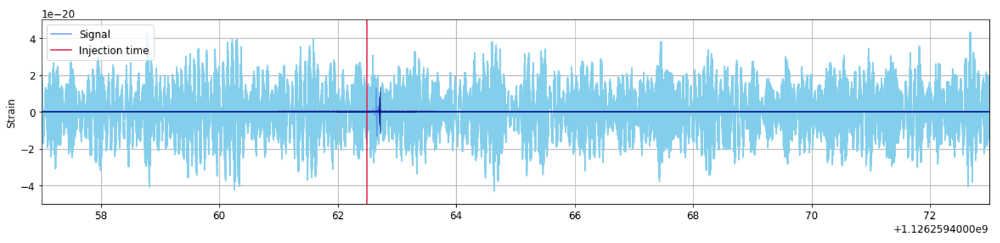 1e−20
Signal
Injection time
4
2
0
−2
−4
Strain
58 60 62 64 66 68 70 72
+1.1262594000e9